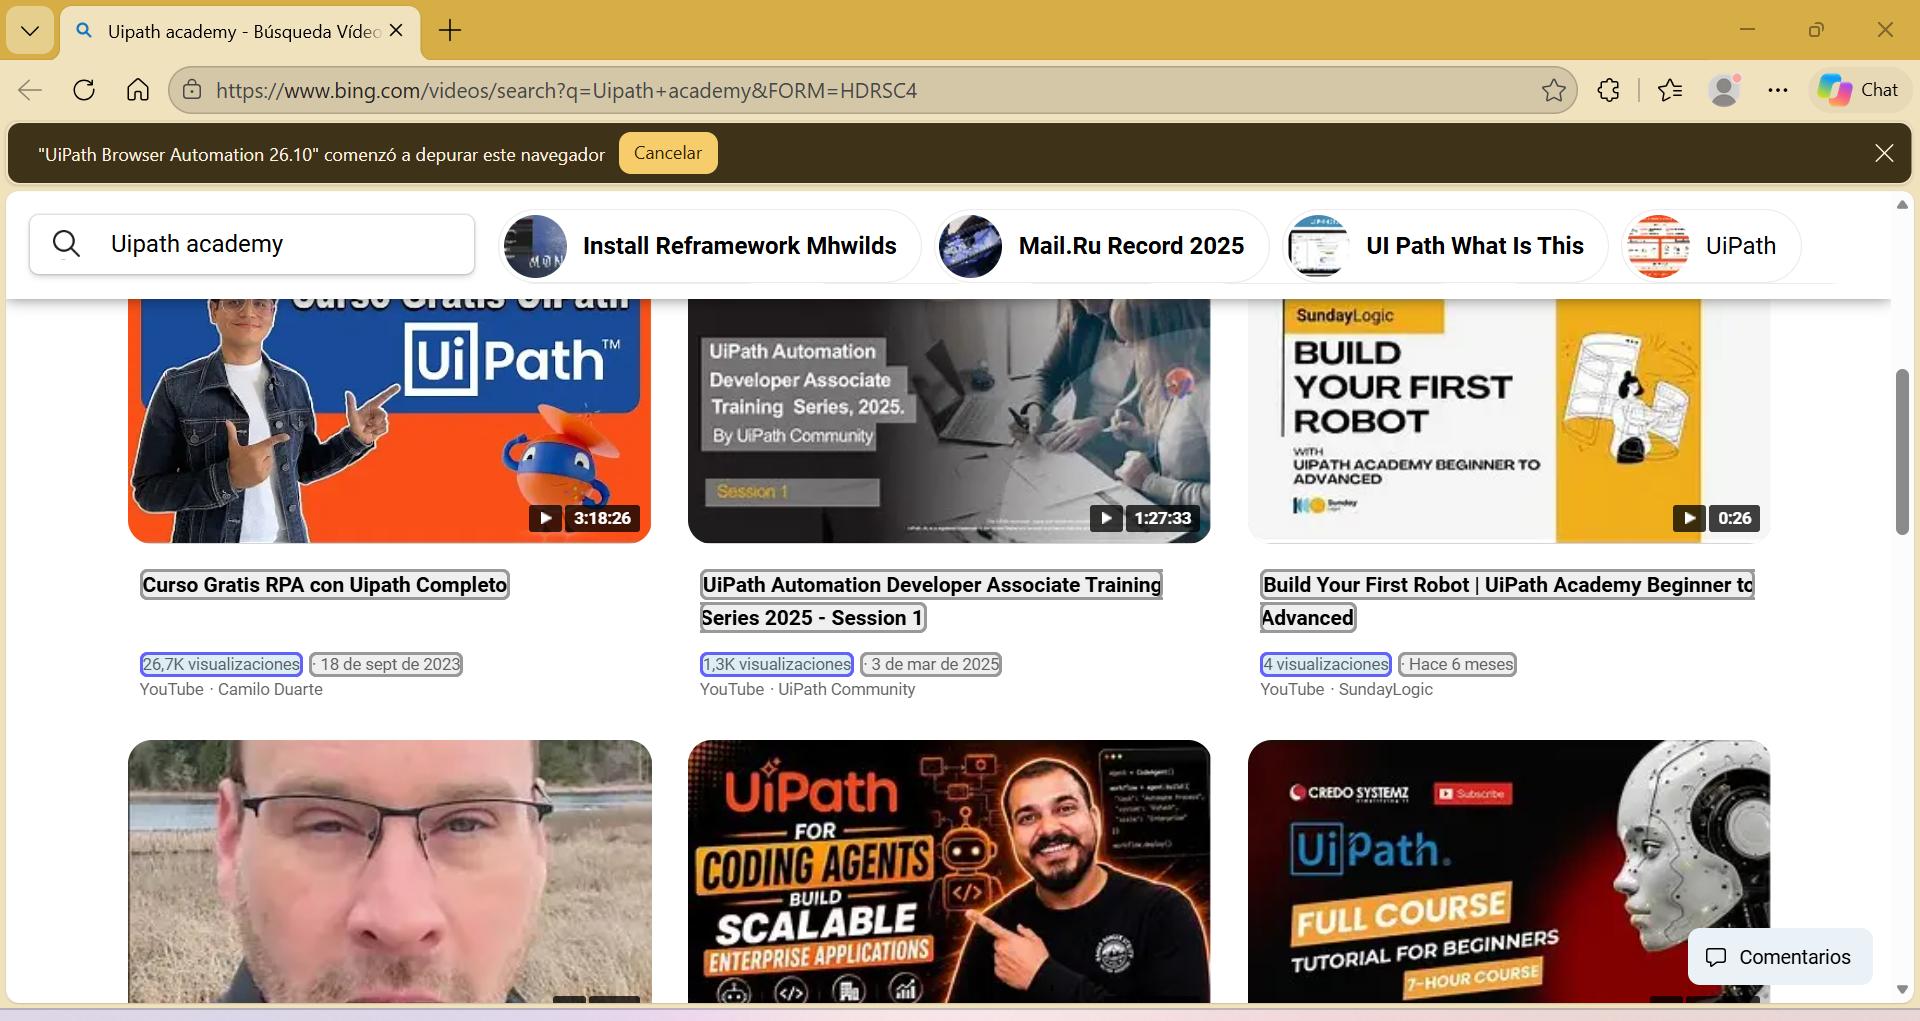 Uipath academy - Búsqueda Vídeo
https://www.bing.com/videos/search?q=Uipath+academy&FORM=HDRSC4
Chat
"UiPath Browser Automation 26.10" comenzó a depurar este navegador
Cancelar
Uipath academy
Install Reframework Mhwilds
Mail.Ru Record 2025
UI Path What Is This
UiPath
Curso Gratis UiPath
Ui Path™
3:18:26
UiPath Automation
Developer Associate
Training Series, 2025.
By UiPath Community
Session 1
1:27:33
SundayLogic
BUILD
YOUR FIRST
ROBOT
WITH
UIPATH ACADEMY BEGINNER TO
ADVANCED
Sunday
0:26
Curso Gratis RPA con Uipath Completo
26,7K visualizaciones · 18 de sept de 2023
YouTube · Camilo Duarte
UiPath Automation Developer Associate Training
Series 2025 - Session 1
1,3K visualizaciones · 3 de mar de 2025
YouTube · UiPath Community
Build Your First Robot | UiPath Academy Beginner to
Advanced
4 visualizaciones · Hace 6 meses
YouTube · SundayLogic
UiPath
FOR
CODING AGENTS
BUILD
SCALABLE
ENTERPRISE APPLICATIONS
CREDO SYSTEMZ
Subscribe
UiPath
FULL COURSE
TUTORIAL FOR BEGINNERS
7-HOUR COURSE
Comentarios